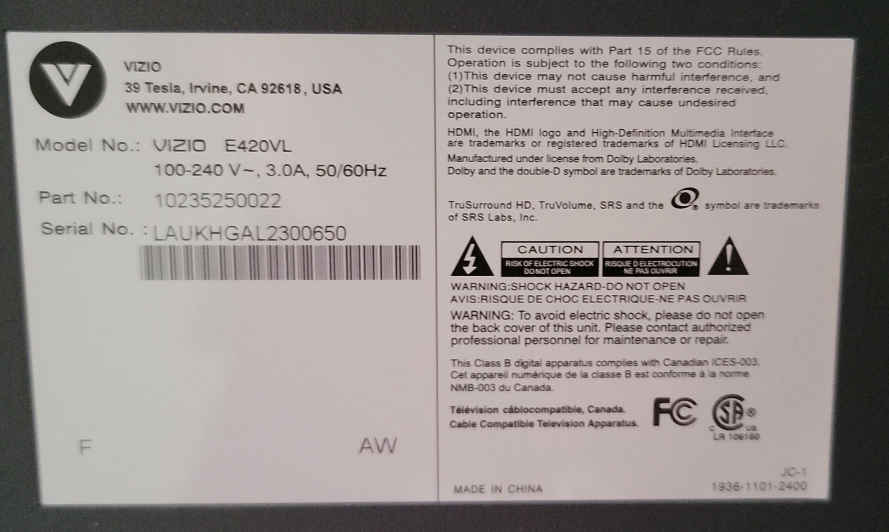 VIZIO
39 Tesla, Irvine, CA 92618, USA
WWW.VIZIO.COM
Model No.: VIZIO E420VL
100-240 V~, 3.0A, 50/60Hz
Part No.: 10235250022
Serial No. : LAUKHGAL2300650
F AW
This device complies with Part 15 of the FCC Rules.
Operation is subject to the following two conditions:
(1)This device may not cause harmful interference, and
(2)This device must accept any interference received,
including interference that may cause undesired
operation.
HDMI, the HDMI logo and High-Definition Multimedia Interface
are trademarks or registered trademarks of HDMI Licensing LLC.
Manufactured under license from Dolby Laboratories.
Dolby and the double-D symbol are trademarks of Dolby Laboratories.
TruSurround HD, TruVolume, SRS and the symbol are trademarks
of SRS Labs, Inc.
CAUTION
RISK OF ELECTRIC SHOCK
DO NOT OPEN
ATTENTION
RISQUE D ELECTROCUTION
NE PAS OUVRIR
WARNING:SHOCK HAZARD-DO NOT OPEN
AVIS:RISQUE DE CHOC ELECTRIQUE-NE PAS OUVRIR
WARNING: To avoid electric shock, please do not open
the back cover of this unit. Please contact authorized
professional personnel for maintenance or repair.
This Class B digital apparatus complies with Canadian ICES-003.
Cet appareil numérique de la classe B est conforme à la norme
NMB-003 du Canada.
Télévision câblocompatible, Canada.
Cable Compatible Television Apparatus.
FC
SA ®
C US
LR 106160
JC-1
MADE IN CHINA 1936-1101-2400